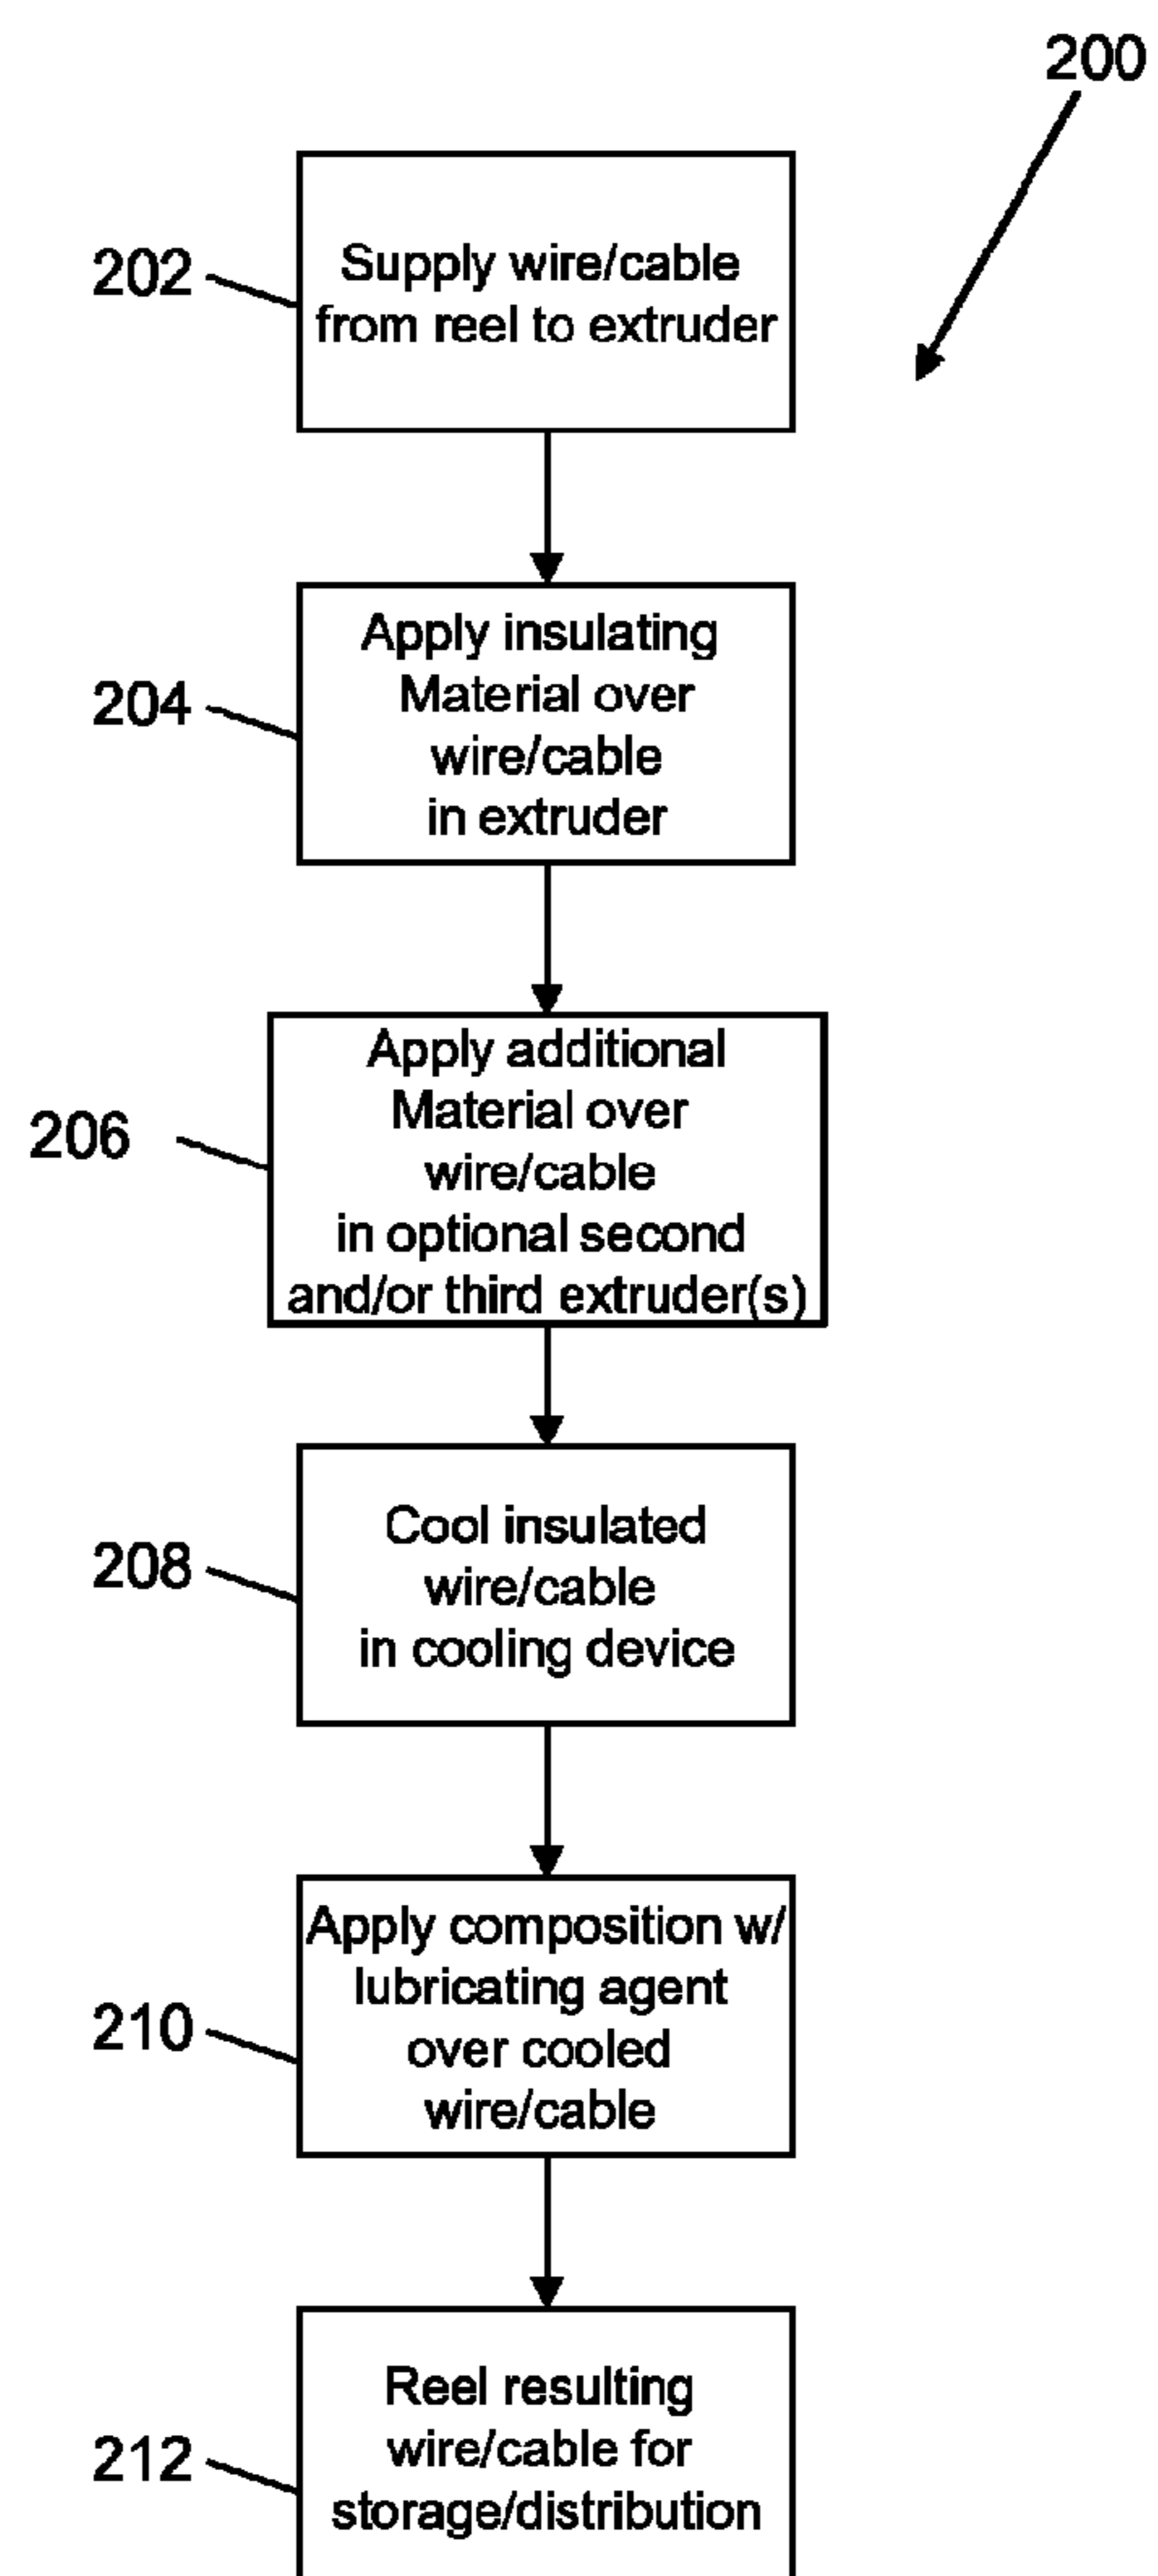 200
202
Supply wire/cable
from reel to extruder
204
Apply insulating
Material over
wire/cable
in extruder
206
Apply additional
Material over
wire/cable
in optional second
and/or third extruder(s)
208
Cool insulated
wire/cable
in cooling device
210
Apply composition w/
lubricating agent
over cooled
wire/cable
212
Reel resulting
wire/cable for
storage/distribution